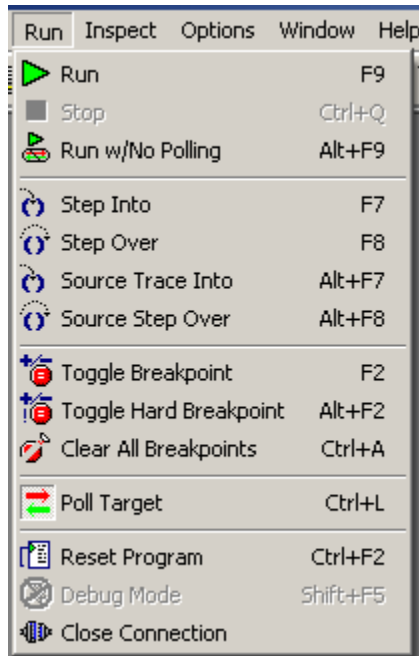 Run Inspect Options Window Help
Run F9
Stop Ctrl+Q
Run w/No Polling Alt+F9
Step Into F7
Step Over F8
Source Trace Into Alt+F7
Source Step Over Alt+F8
Toggle Breakpoint F2
Toggle Hard Breakpoint Alt+F2
Clear All Breakpoints Ctrl+A
Poll Target Ctrl+L
Reset Program Ctrl+F2
Debug Mode Shift+F5
Close Connection